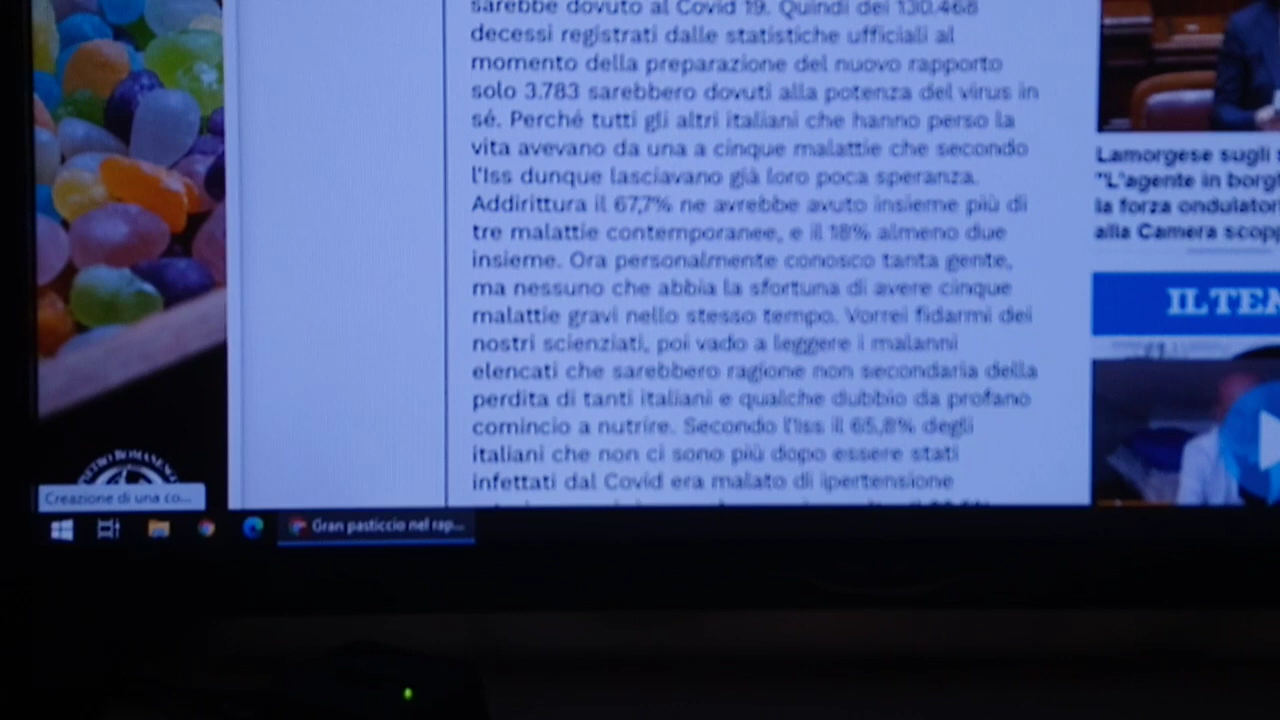 sarebbe dovuto al Covid 19. Quindi dei 130.468
decessi registrati dalle statistiche ufficiali al
momento della preparazione del nuovo rapporto
solo 3.783 sarebbero dovuti alla potenza del virus in
sé. Perché tutti gli altri italiani che hanno perso la
vita avevano da una a cinque malattie che secondo
l'Iss dunque lasciavano già loro poca speranza.
Addirittura il 67,7% ne avrebbe avuto insieme più di
tre malattie contemporanee, e il 18% almeno due
insieme. Ora personalmente conosco tanta gente,
ma nessuno che abbia la sfortuna di avere cinque
malattie gravi nello stesso tempo. Vorrei fidarmi dei
nostri scienziati, poi vado a leggere i malanni
elencati che sarebbero ragione non secondaria della
perdita di tanti italiani e qualche dubbio da profano
comincio a nutrire. Secondo l'Iss il 65,8% degli
italiani che non ci sono più dopo essere stati
infettati dal Covid era malato di ipertensione
Lamorgese sugli
"L'agente in borg
la forza ondulator
alla Camera scopp
IL TE
Creazione di una co...
Gran pasticcio nel rap...